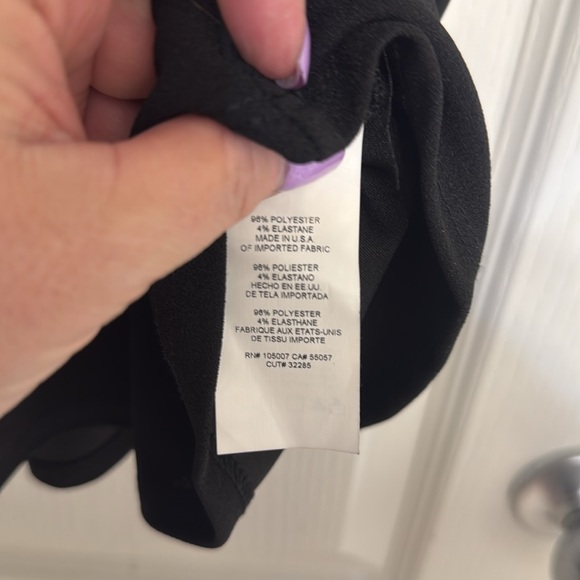 96% POLYESTER
4% ELASTANE
MADE IN U.S.A
OF IMPORTED FABRIC
96% POLIESTER
4% ELASTANO
HECHO EN EE.UU
DE TELA IMPORTADA
96% POLYESTER
4% ELASTHANE
FABRIQUE AUX ETATS-UNIS
DE TISSU IMPORTE
RN# 105007 CA# 55057
CUT# 32285